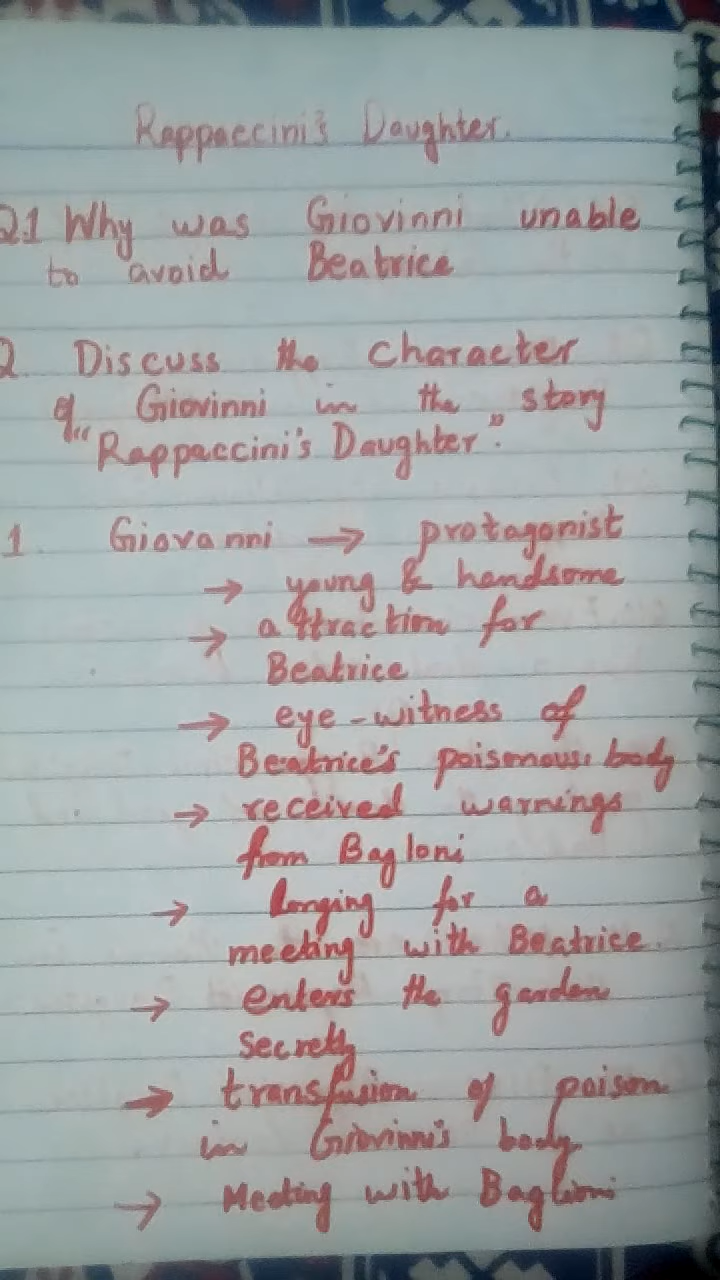 Rappaccini's Daughter.
Q1 Why was Giovinni unable
to avoid Beatrice
2 Discuss the character
of Giovinni in the story
"Rappaccini's Daughter".
1. Giovanni → protagonist
→ young & handsome
→ attraction for
Beatrice
→ eye-witness of
Beatrice's poisonous body
→ received warnings
from Bagloni
→ longing for a
meeting with Beatrice.
→ enters the garden
secretly
→ transfusion of poison
in Giovinni's body
→ Meeting with Baglioni